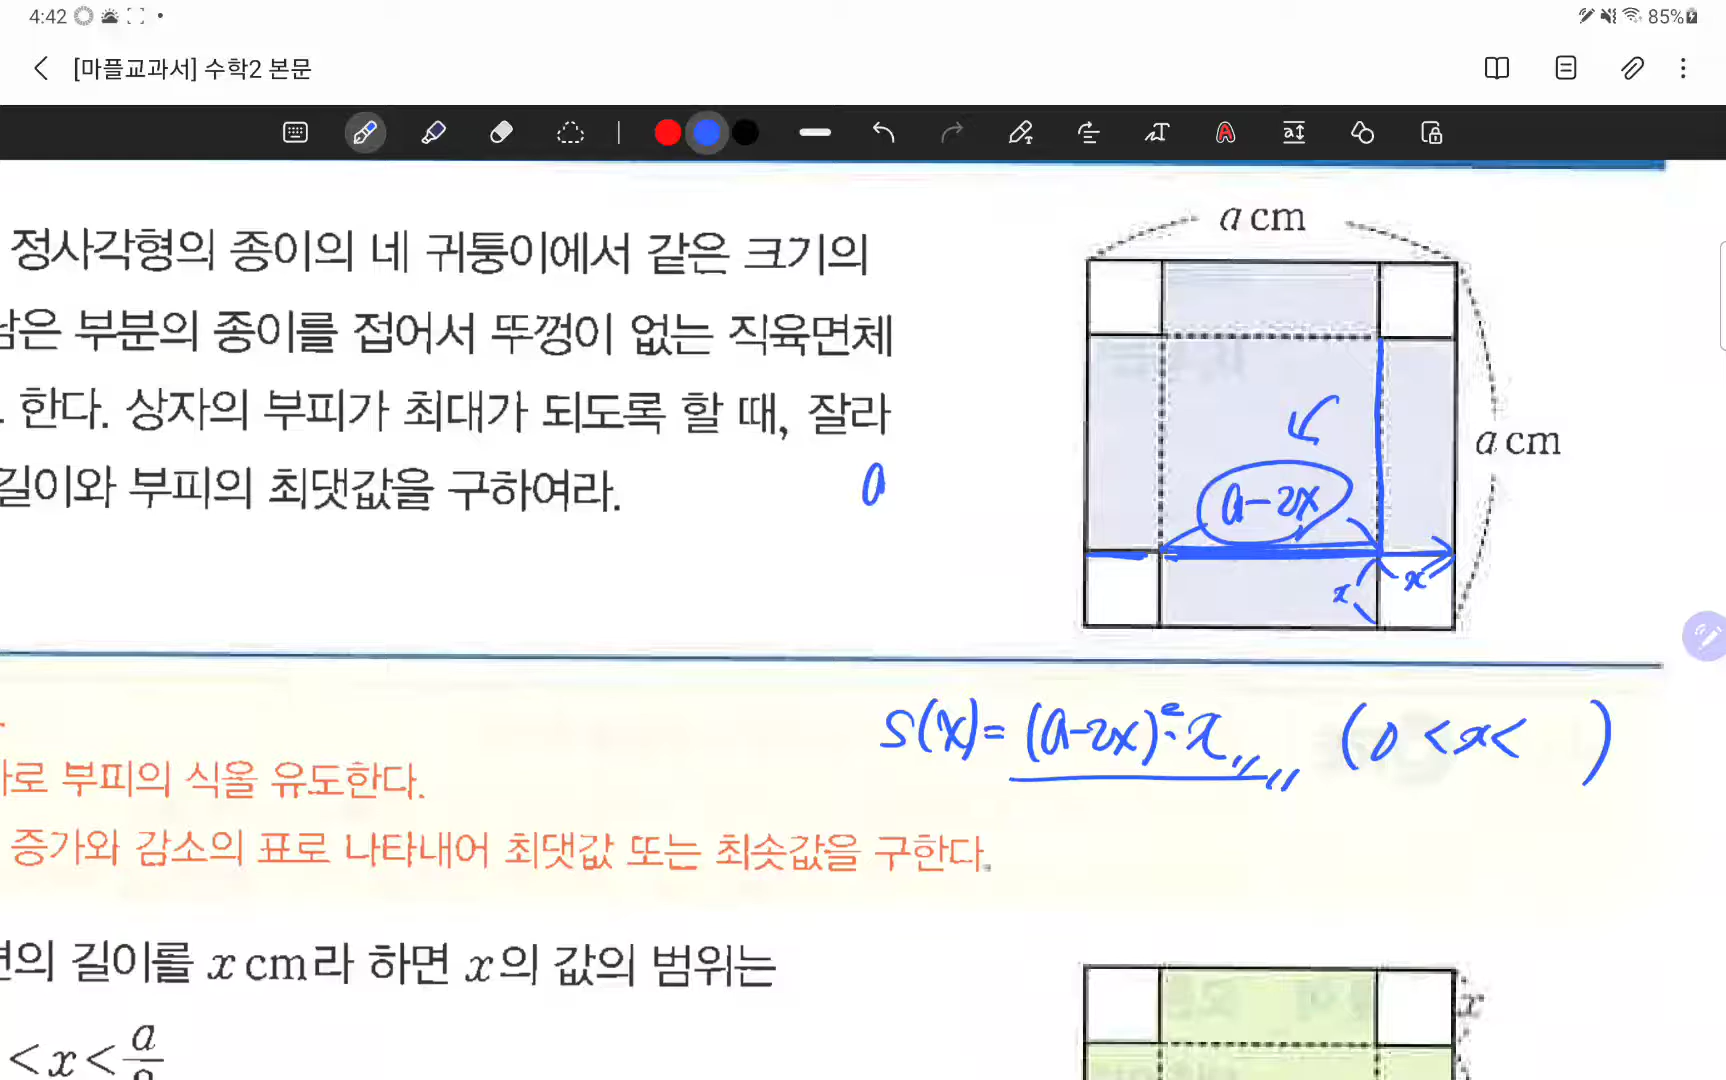 4:42
85%
[마플교과서] 수학2 본문
a cm
정사각형의 종이의 네 귀퉁이에서 같은 크기의
남은 부분의 종이를 접어서 뚜껑이 없는 직육면체
한다. 상자의 부피가 최대가 되도록 할 때, 잘라
a cm
길이와 부피의 최댓값을 구하여라.
a
a-2x
x
x
S(x)= (a-2x)²·x (0<x< )
로 부피의 식을 유도한다.
증가와 감소의 표로 나타내어 최댓값 또는 최솟값을 구한다.
변의 길이를 x cm라 하면 x의 값의 범위는
x
<x<a/2